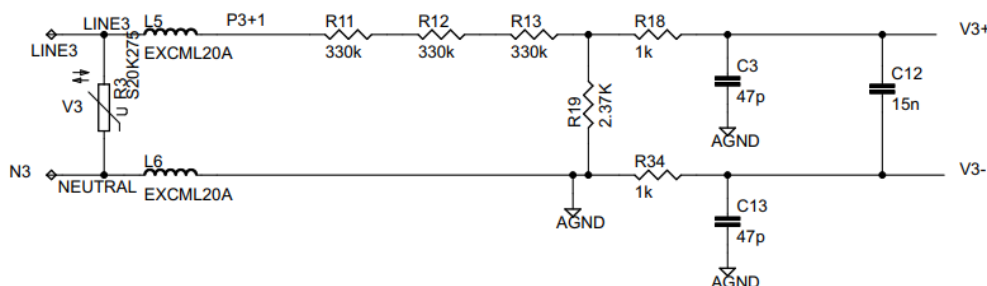 LINE3
L5
P3+1
R11
R12
R13
R18
V3+
LINE3
EXCML20A
330k
330k
330k
1k
R3
S20K275
V3
U
R19
2.37K
C3
47p
AGND
C12
15n
N3
NEUTRAL
L6
EXCML20A
AGND
R34
1k
V3-
C13
47p
AGND